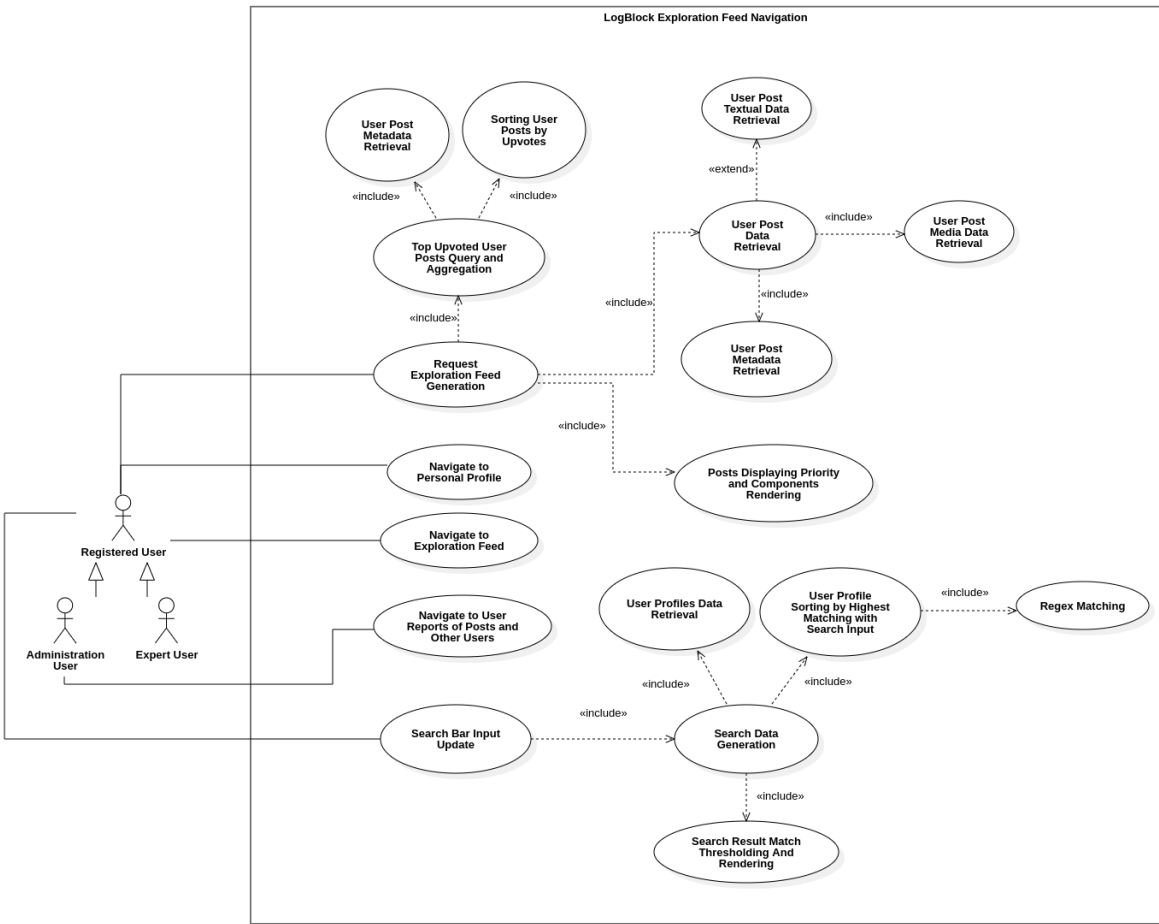 LogBlock Exploration Feed Navigation
User Post
Metadata
Retrieval
Sorting User
Posts by
Upvotes
User Post
Textual Data
Retrieval
«include»
«include»
«extend»
Top Upvoted User
Posts Query and
Aggregation
User Post
Data
Retrieval
«include»
User Post
Media Data
Retrieval
«include»
«include»
«include»
Request
Exploration Feed
Generation
User Post
Metadata
Retrieval
«include»
Navigate to
Personal Profile
Posts Displaying Priority
and Components
Rendering
Registered User
Navigate to
Exploration Feed
Administration
User
Expert User
Navigate to User
Reports of Posts and
Other Users
User Profiles Data
Retrieval
User Profile
Sorting by Highest
Matching with
Search Input
«include»
Regex Matching
«include»
«include»
Search Bar Input
Update
«include»
Search Data
Generation
«include»
Search Result Match
Thresholding And
Rendering